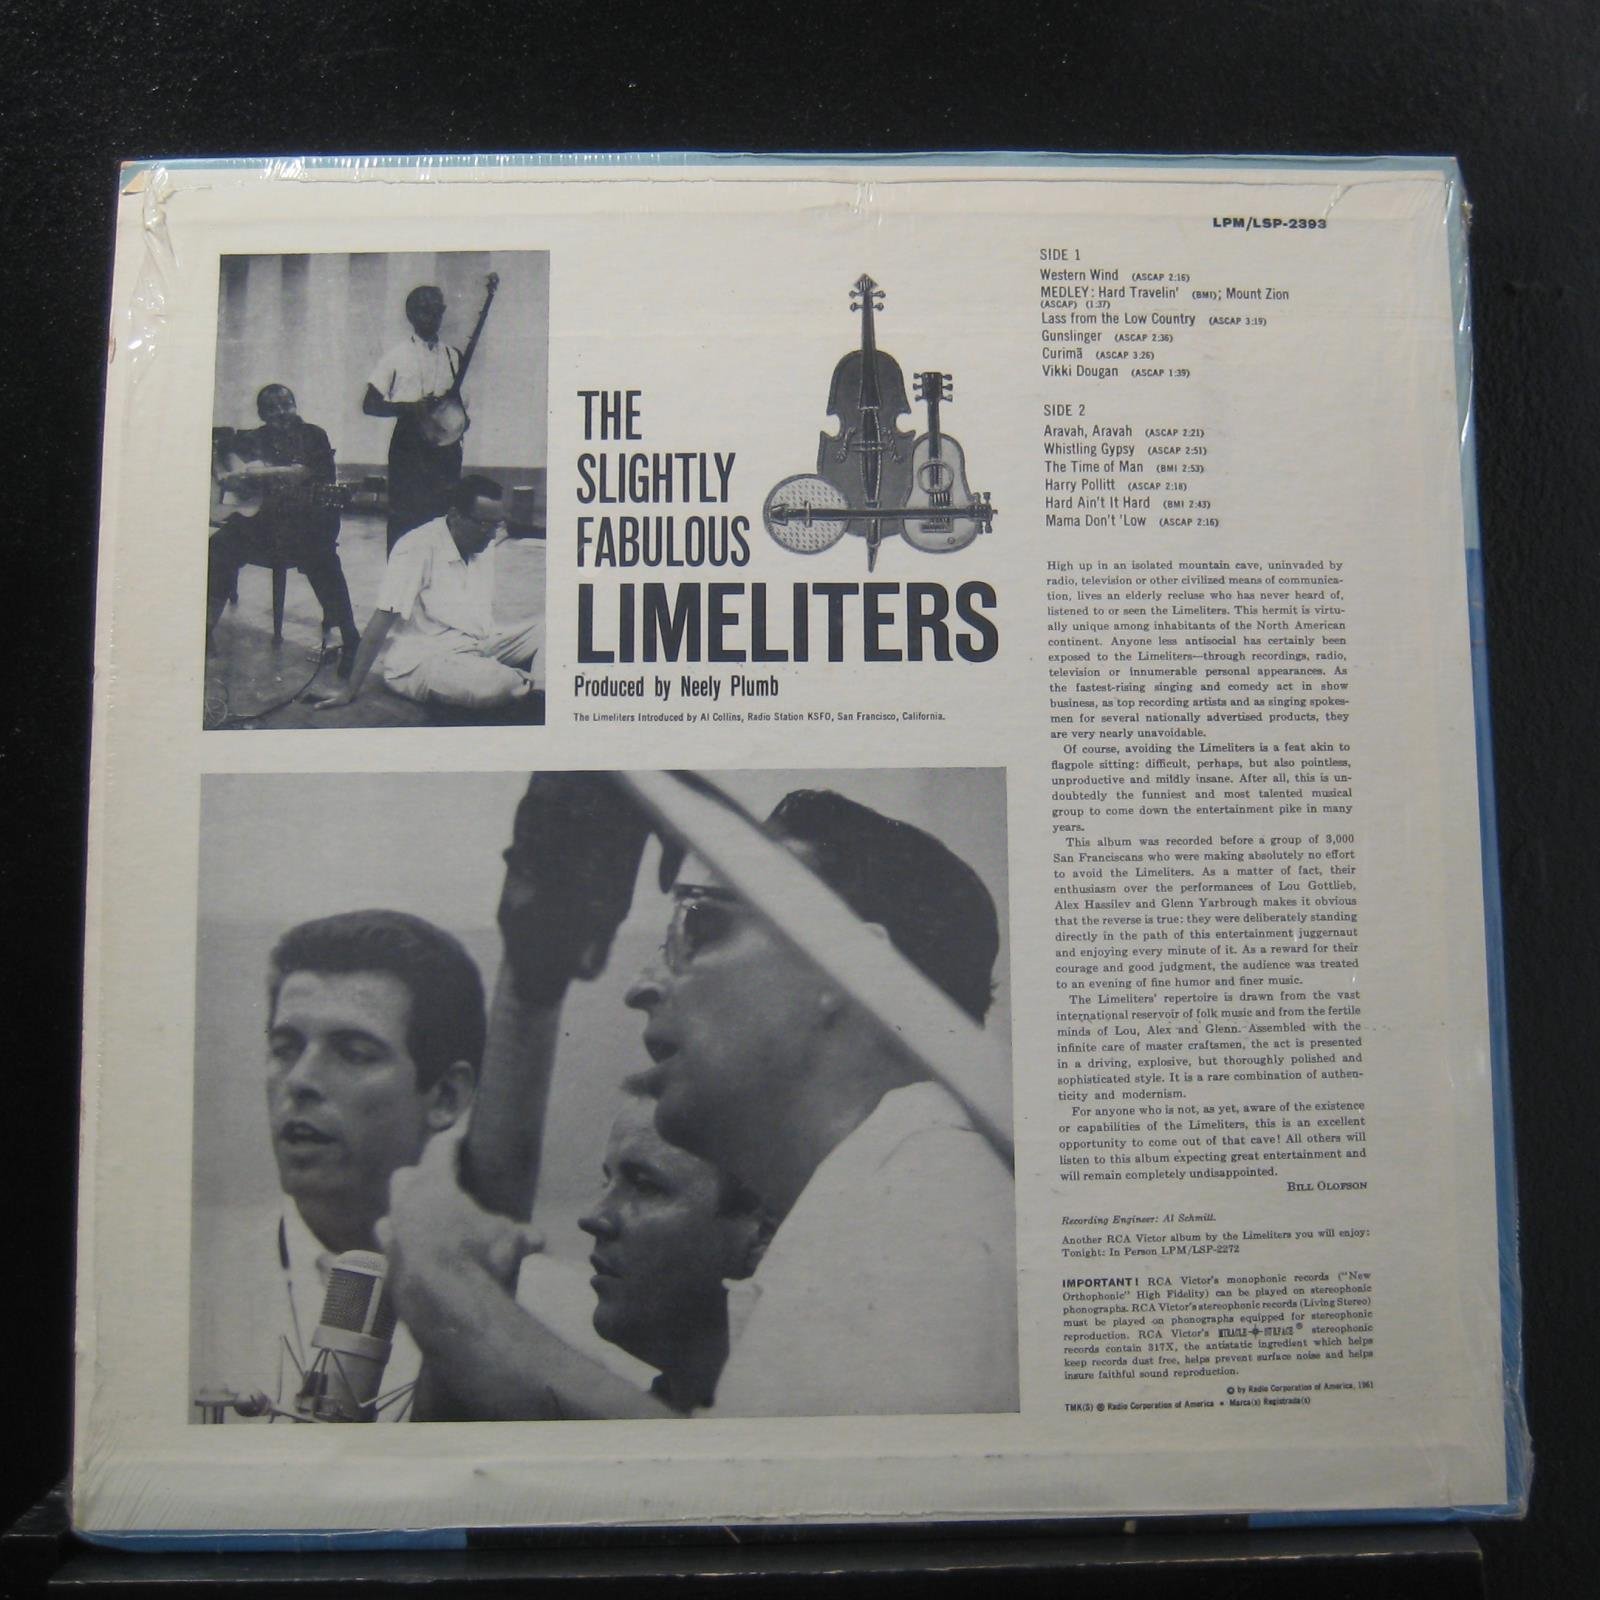 LPM/LSP-2393
THE
SLIGHTLY
FABULOUS
LIMELITERS
Produced by Neely Plumb
The Limeliters Introduced by Al Collins, Radio Station KSFO, San Francisco, California.
SIDE 1
Western Wind (ASCAP 2:16)
MEDLEY: Hard Travelin' (BMI); Mount Zion
(ASCAP) (1:37)
Lass from the Low Country (ASCAP 3:19)
Gunslinger (ASCAP 2:36)
Curimã (ASCAP 3:26)
Vikki Dougan (ASCAP 1:39)
SIDE 2
Aravah, Aravah (ASCAP 2:21)
Whistling Gypsy (ASCAP 2:51)
The Time of Man (BMI 2:53)
Harry Pollitt (ASCAP 2:18)
Hard Ain't It Hard (BMI 2:43)
Mama Don't 'Low (ASCAP 2:16)
High up in an isolated mountain cave, uninvaded by
radio, television or other civilized means of communica-
tion, lives an elderly recluse who has never heard of,
listened to or seen the Limeliters. This hermit is virtu-
ally unique among inhabitants of the North American
continent. Anyone less antisocial has certainly been
exposed to the Limeliters—through recordings, radio,
television or innumerable personal appearances. As
the fastest-rising singing and comedy act in show
business, as top recording artists and as singing spokes-
men for several nationally advertised products, they
are very nearly unavoidable.
Of course, avoiding the Limeliters is a feat akin to
flagpole sitting: difficult, perhaps, but also pointless,
unproductive and mildly insane. After all, this is un-
doubtedly the funniest and most talented musical
group to come down the entertainment pike in many
years.
This album was recorded before a group of 3,000
San Franciscans who were making absolutely no effort
to avoid the Limeliters. As a matter of fact, their
enthusiasm over the performances of Lou Gottlieb,
Alex Hassilev and Glenn Yarbrough makes it obvious
that the reverse is true: they were deliberately standing
directly in the path of this entertainment juggernaut
and enjoying every minute of it. As a reward for their
courage and good judgment, the audience was treated
to an evening of fine humor and finer music.
The Limeliters' repertoire is drawn from the vast
international reservoir of folk music and from the fertile
minds of Lou, Alex and Glenn. Assembled with the
infinite care of master craftsmen, the act is presented
in a driving, explosive, but thoroughly polished and
sophisticated style. It is a rare combination of authen-
ticity and modernism.
For anyone who is not, as yet, aware of the existence
or capabilities of the Limeliters, this is an excellent
opportunity to come out of that cave! All others will
listen to this album expecting great entertainment and
will remain completely undisappointed.
BILL OLOFSON
Recording Engineer: Al Schmitt.
Another RCA Victor album by the Limeliters you will enjoy:
Tonight: In Person LPM/LSP-2272
IMPORTANT! RCA Victor's monophonic records ("New
Orthophonic" High Fidelity) can be played on stereophonic
phonographs. RCA Victor's stereophonic records (Living Stereo)
must be played on phonographs equipped for stereophonic
reproduction. RCA Victor's MIRACLE SURFACE ® stereophonic
records contain 317X, the antistatic ingredient which helps
keep records dust free, helps prevent surface noise and helps
insure faithful sound reproduction.
© by Radio Corporation of America, 1961
TMK(S) ® Radio Corporation of America • Marca(s) Registrada(s)